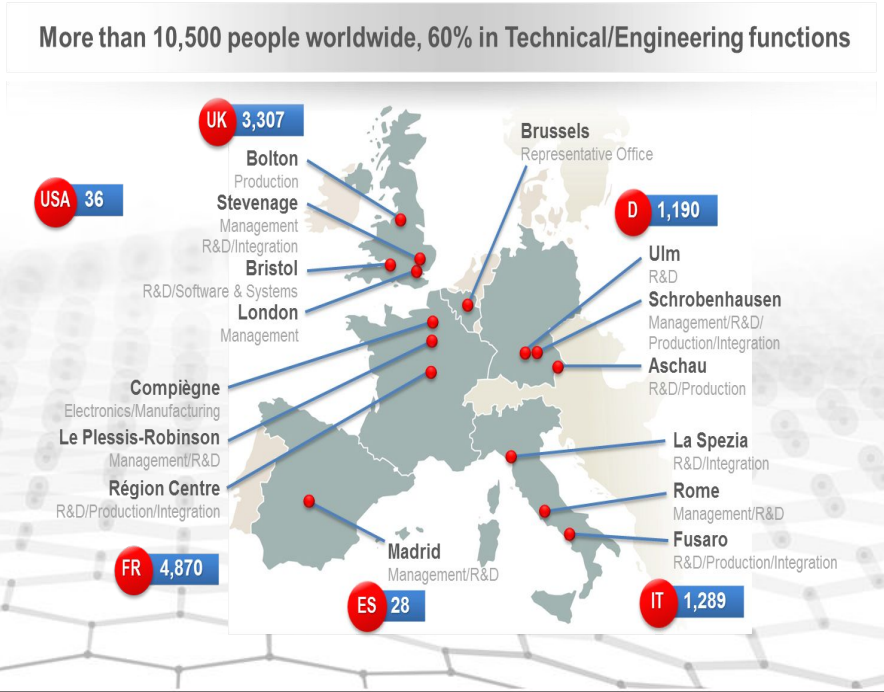 More than 10,500 people worldwide, 60% in Technical/Engineering functions
UK 3,307
Bolton
Production
Stevenage
Management
R&D/Integration
Bristol
R&D/Software & Systems
London
Management
USA 36
Brussels
Representative Office
D 1,190
Ulm
R&D
Schrobenhausen
Management/R&D/
Production/Integration
Aschau
R&D/Production
Compiègne
Electronics/Manufacturing
Le Plessis-Robinson
Management/R&D
Région Centre
R&D/Production/Integration
FR 4,870
Madrid
Management/R&D
ES 28
La Spezia
R&D/Integration
Rome
Management/R&D
Fusaro
R&D/Production/Integration
IT 1,289